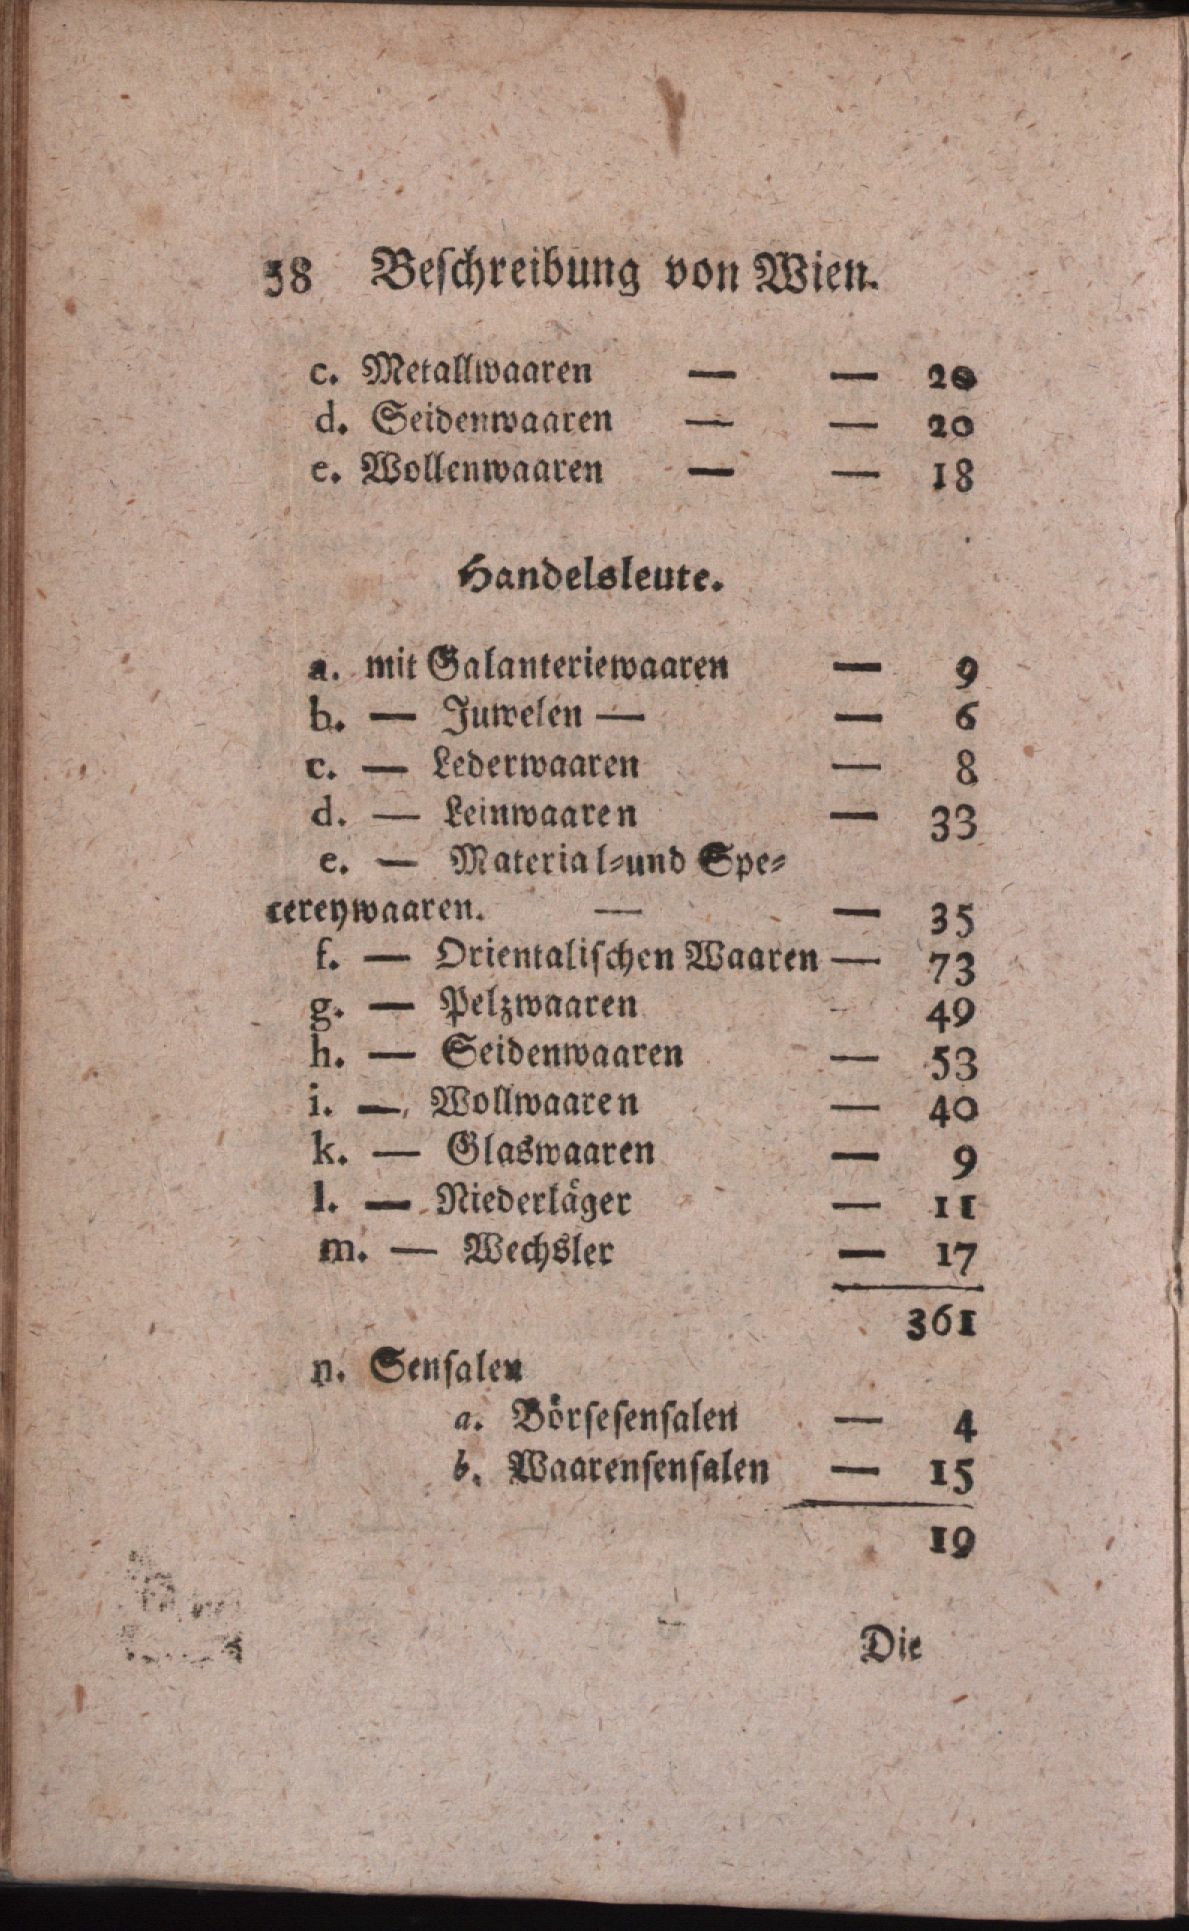 58 Beschreibung von Wien.
c. Metallwaaren — — 20
d. Seidenwaaren — — 20
e. Wollenwaaren — — 18
Handelsleute.
a. mit Galanteriewaaren — 9
b. — Juwelen — — 6
c. — Lederwaaren — 8
d. — Leinwaaren — 33
e. — Material-und Spe-
cereywaaren. — — 35
f. — Orientalischen Waaren — 73
g. — Pelzwaaren - 49
h. — Seidenwaaren — 53
i. — Wollwaaren — 40
k. — Glaswaaren — 9
l. — Niederläger — 11
m. — Wechsler — 17
361
n. Sensalen
a. Börsesensalen — 4
b. Waarensensalen — 15
19
Die